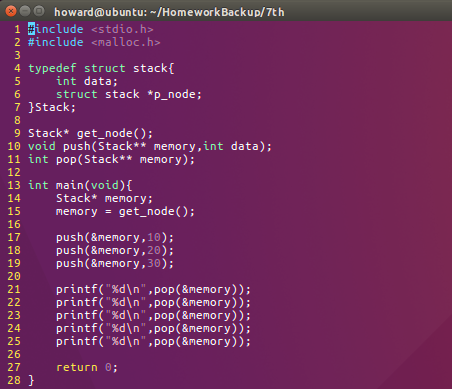 howard@ubuntu: ~/HomeworkBackup/7th
1 #include <stdio.h>
2 #include <malloc.h>
3
4 typedef struct stack{
5     int data;
6     struct stack *p_node;
7 }Stack;
8
9 Stack* get_node();
10 void push(Stack** memory,int data);
11 int pop(Stack** memory);
12
13 int main(void){
14     Stack* memory;
15     memory = get_node();
16
17     push(&memory,10);
18     push(&memory,20);
19     push(&memory,30);
20
21     printf("%d\n",pop(&memory));
22     printf("%d\n",pop(&memory));
23     printf("%d\n",pop(&memory));
24     printf("%d\n",pop(&memory));
25     printf("%d\n",pop(&memory));
26
27     return 0;
28 }